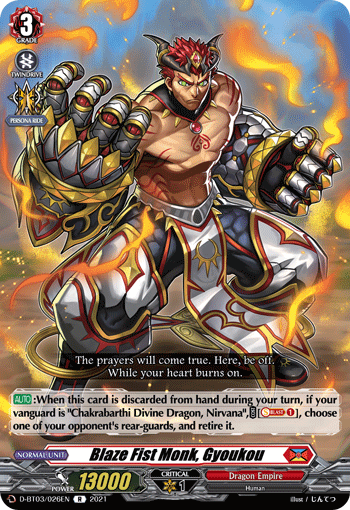 3
GRADE
TWINDRIVE
PERSONA RIDE
The prayers will come true. Here, be off.
While your heart burns on.
AUTO:When this card is discarded from hand during your turn, if your
vanguard is "Chakrabarthi Divine Dragon, Nirvana", [BLAST 1], choose
one of your opponent's rear-guards, and retire it.
NORMAL UNIT
Blaze Fist Monk, Gyoukou
POWER 13000
CRITICAL
1
Dragon Empire
Human
D-BT03/026EN R 2021
illust / じんてつ